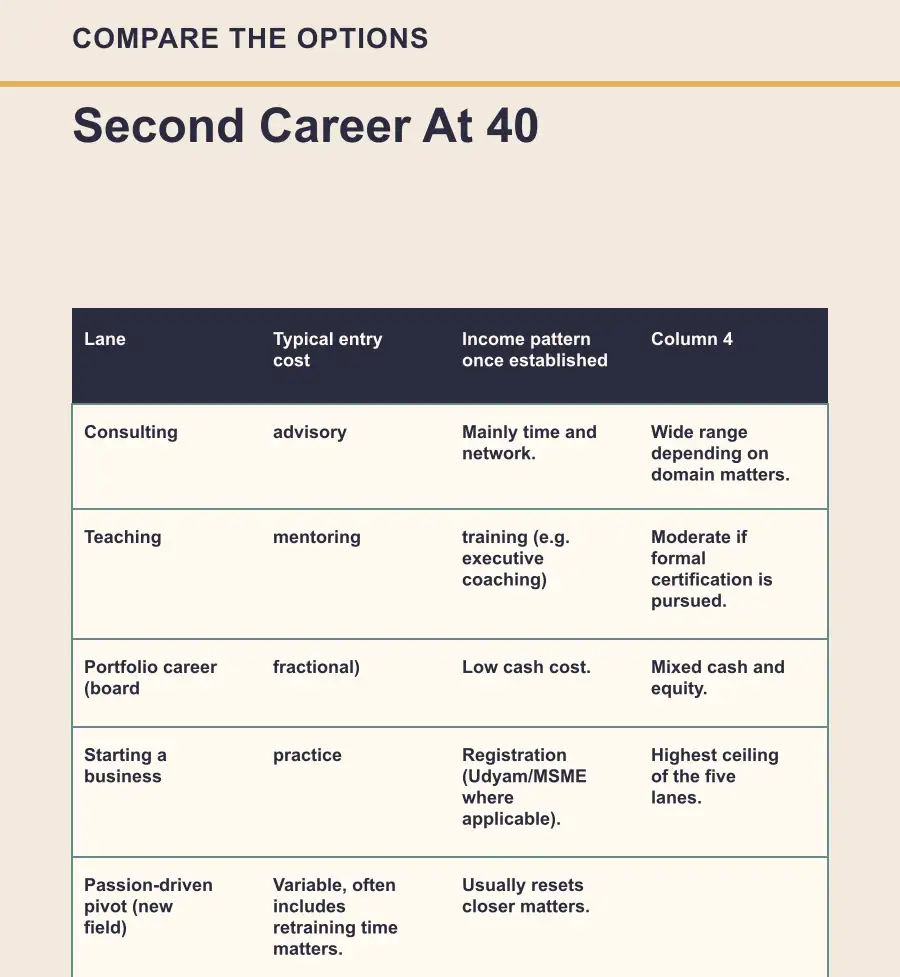 COMPARE THE OPTIONS
Second Career At 40
Lane
Typical entry
cost
Income pattern
once established
Column 4
Consulting
advisory
Mainly time and
network.
Wide range
depending on
domain matters.
Teaching
mentoring
training (e.g.
executive
coaching)
Moderate if
formal
certification is
pursued.
Portfolio career
(board
fractional)
Low cash cost.
Mixed cash and
equity.
Starting a
business
practice
Registration
(Udyam/MSME
where
applicable).
Highest ceiling
of the five
lanes.
Passion-driven
pivot (new
field)
Variable, often
includes
retraining time
matters.
Usually resets
closer matters.